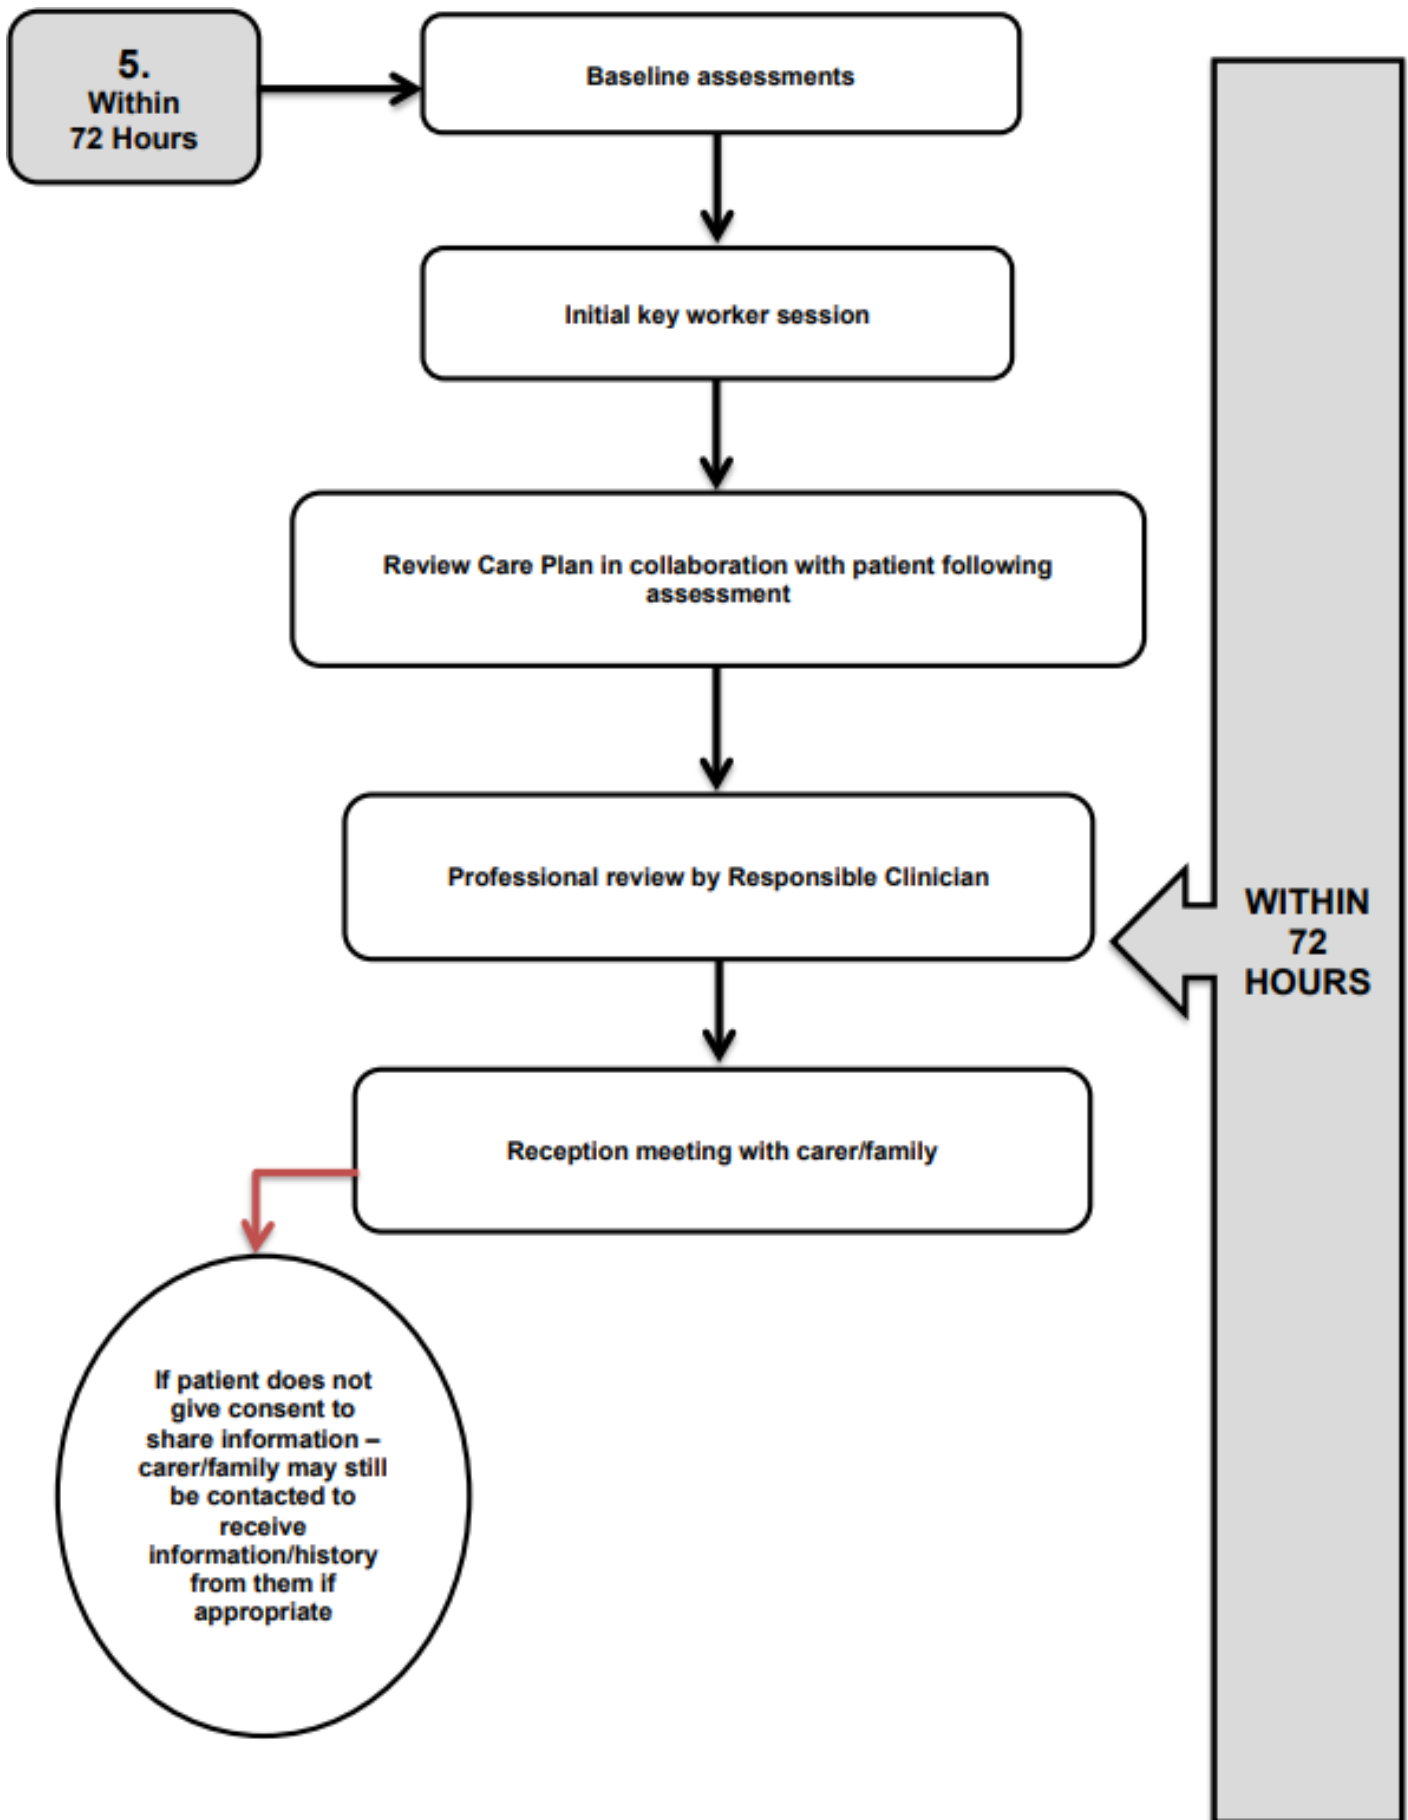 5.
Within
72 Hours
Baseline assessments
Initial key worker session
Review Care Plan in collaboration with patient following
assessment
Professional review by Responsible Clinician
WITHIN
72
HOURS
Reception meeting with carer/family
If patient does not
give consent to
share information –
carer/family may still
be contacted to
receive
information/history
from them if
appropriate